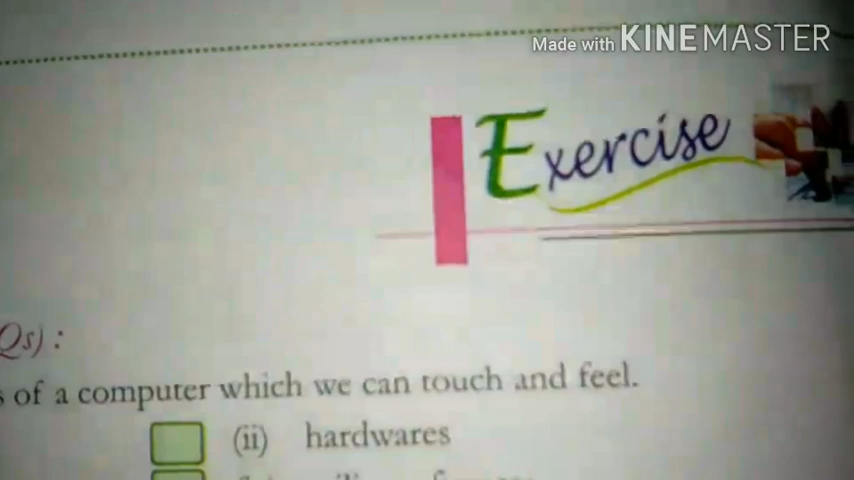 Made with KINEMASTER
Exercise
Qs) :
of a computer which we can touch and feel.
(ii) hardwares